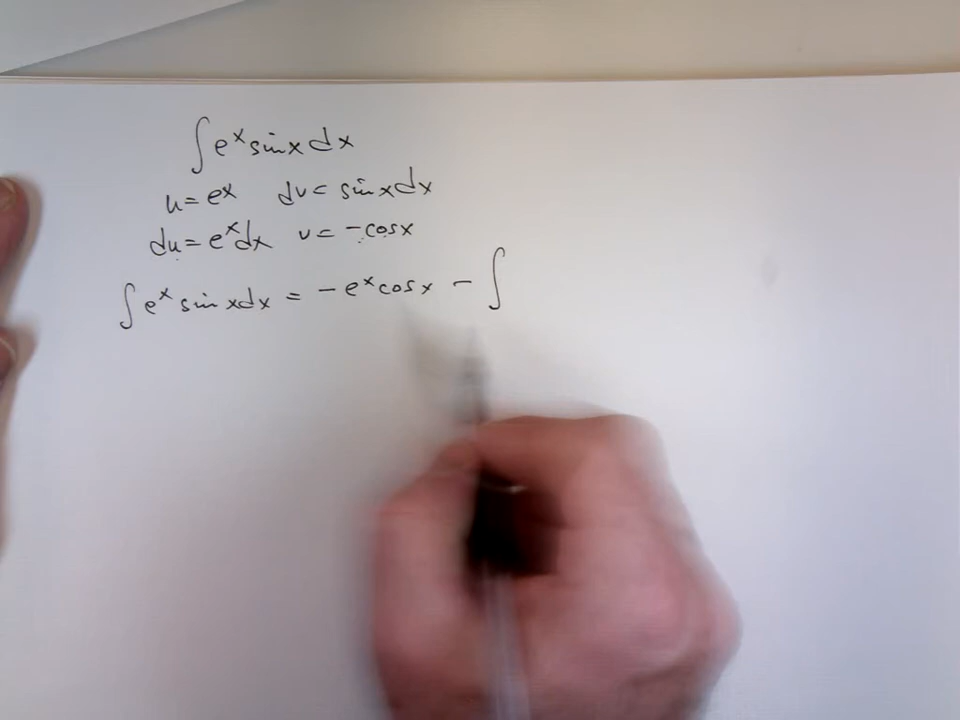 ∫ e^x sin x dx
u = e^x dv = sin x dx
du = e^x dx v = -cos x
∫ e^x sin x dx = -e^x cos x - ∫